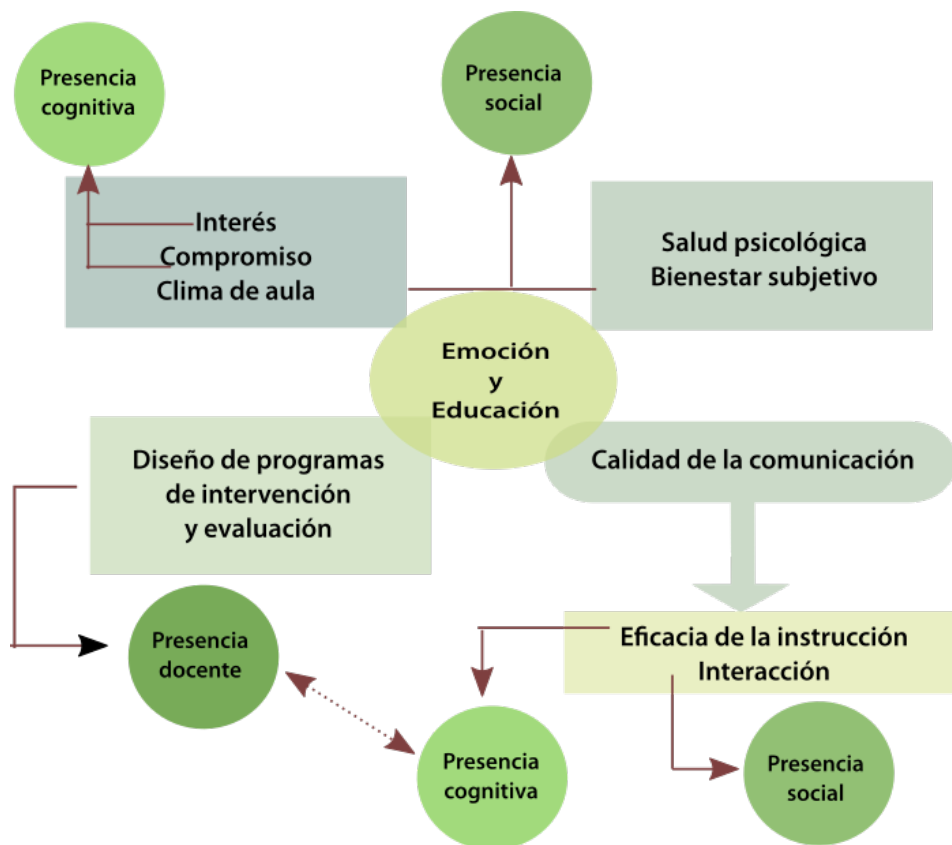 Presencia
cognitiva
Presencia
social
Interés
Compromiso
Clima de aula
Salud psicológica
Bienestar subjetivo
Emoción
y
Educación
Diseño de programas
de intervención
y evaluación
Calidad de la comunicación
Presencia
docente
Eficacia de la instrucción
Interacción
Presencia
cognitiva
Presencia
social